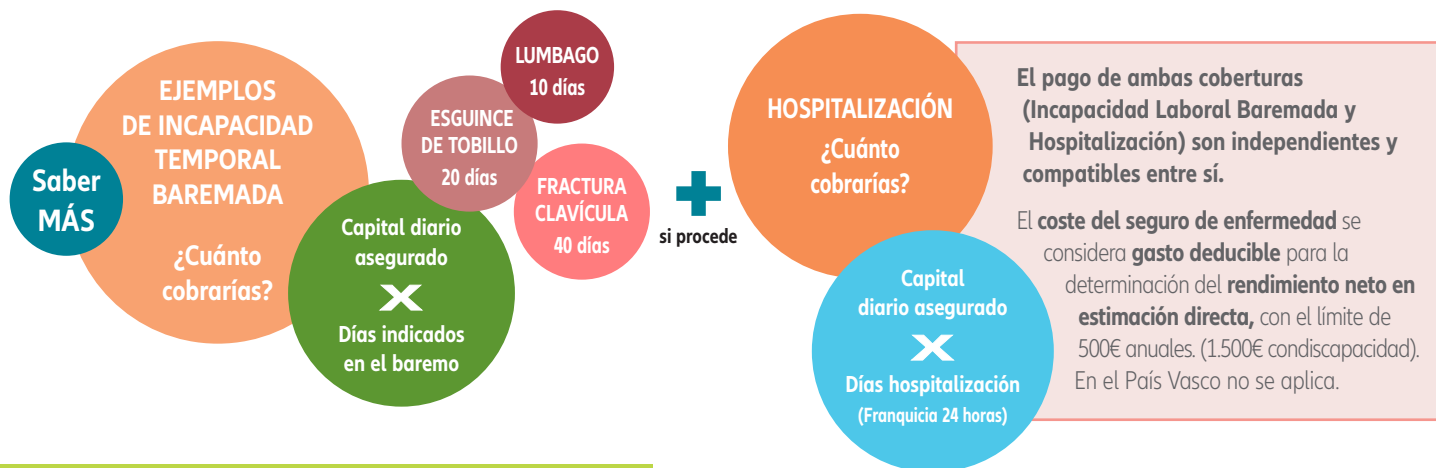 Saber
MÁS
EJEMPLOS
DE INCAPACIDAD
TEMPORAL
BAREMADA
¿Cuánto
cobrarías?
LUMBAGO
10 días
ESGUINCE
DE TOBILLO
20 días
FRACTURA
CLAVÍCULA
40 días
Capital diario
asegurado
X
Días indicados
en el baremo
+
si procede
HOSPITALIZACIÓN
¿Cuánto
cobrarías?
Capital
diario asegurado
X
Días hospitalización
(Franquicia 24 horas)
El pago de ambas coberturas
(Incapacidad Laboral Baremada y
Hospitalización) son independientes y
compatibles entre sí.
El coste del seguro de enfermedad se
considera gasto deducible para la
determinación del rendimiento neto en
estimación directa, con el límite de
500€ anuales. (1.500€ condiscapacidad).
En el País Vasco no se aplica.